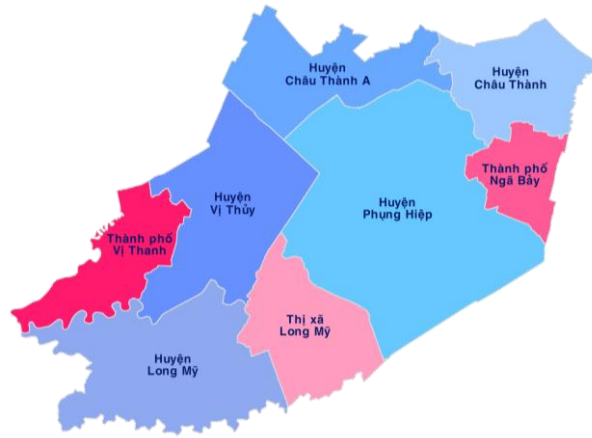 Huyện
Châu Thành A
Huyện
Châu Thành
Thành phố
Ngã Bảy
Huyện
Vị Thủy
Huyện
Phụng Hiệp
Thành phố
Vị Thanh
Thị xã
Long Mỹ
Huyện
Long Mỹ